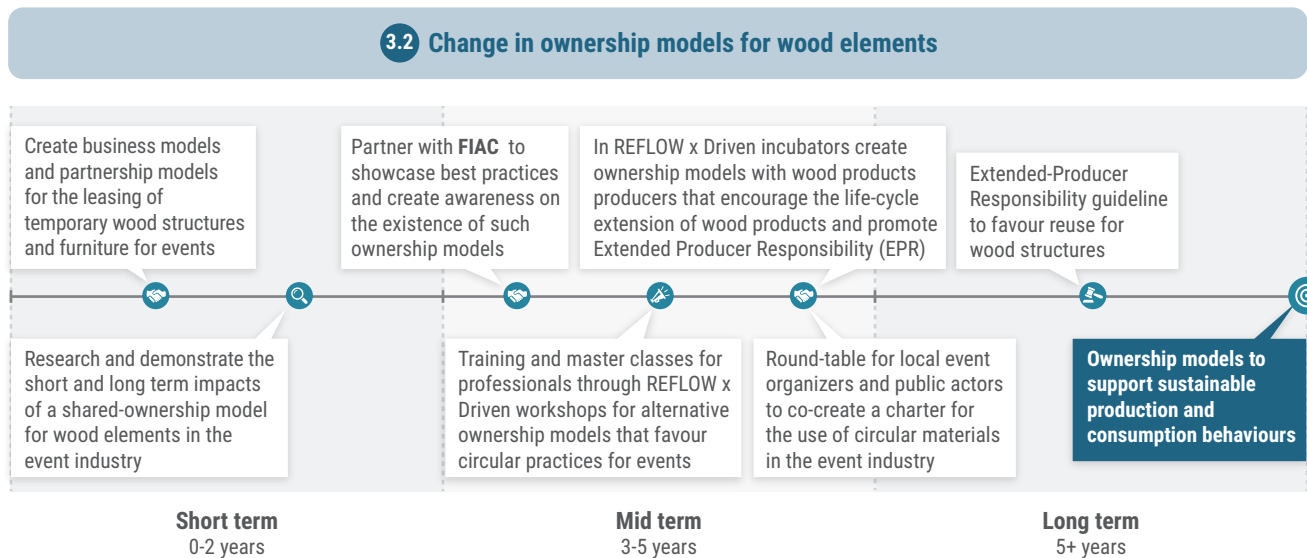 3.2 Change in ownership models for wood elements
Create business models
and partnership models
for the leasing of
temporary wood structures
and furniture for events
Partner with FIAC to
showcase best practices
and create awareness on
the existence of such
ownership models
In REFLOW x Driven incubators create
ownership models with wood products
producers that encourage the life-cycle
extension of wood products and promote
Extended Producer Responsibility (EPR)
Extended-Producer
Responsibility guideline
to favour reuse for
wood structures
Research and demonstrate the
short and long term impacts
of a shared-ownership model
for wood elements in the
event industry
Training and master classes for
professionals through REFLOW x
Driven workshops for alternative
ownership models that favour
circular practices for events
Round-table for local event
organizers and public actors
to co-create a charter for
the use of circular materials
in the event industry
Ownership models to
support sustainable
production and
consumption behaviours
Short term
0-2 years
Mid term
3-5 years
Long term
5+ years